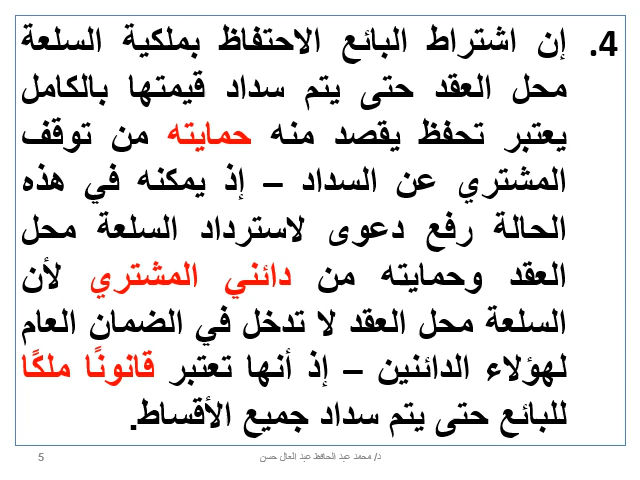 4. إن اشتراط البائع الاحتفاظ بملكية السلعة
محل العقد حتى يتم سداد قيمتها بالكامل
يعتبر تحفظ يقصد منه حمايته من توقف
المشتري عن السداد – إذ يمكنه في هذه
الحالة رفع دعوى لاسترداد السلعة محل
العقد وحمايته من دائني المشتري لأن
السلعة محل العقد لا تدخل في الضمان العام
لهؤلاء الدائنين – إذ أنها تعتبر قانونًا ملكًا
للبائع حتى يتم سداد جميع الأقساط.
د/ محمد عبد الحافظ عبد العال حسن
5